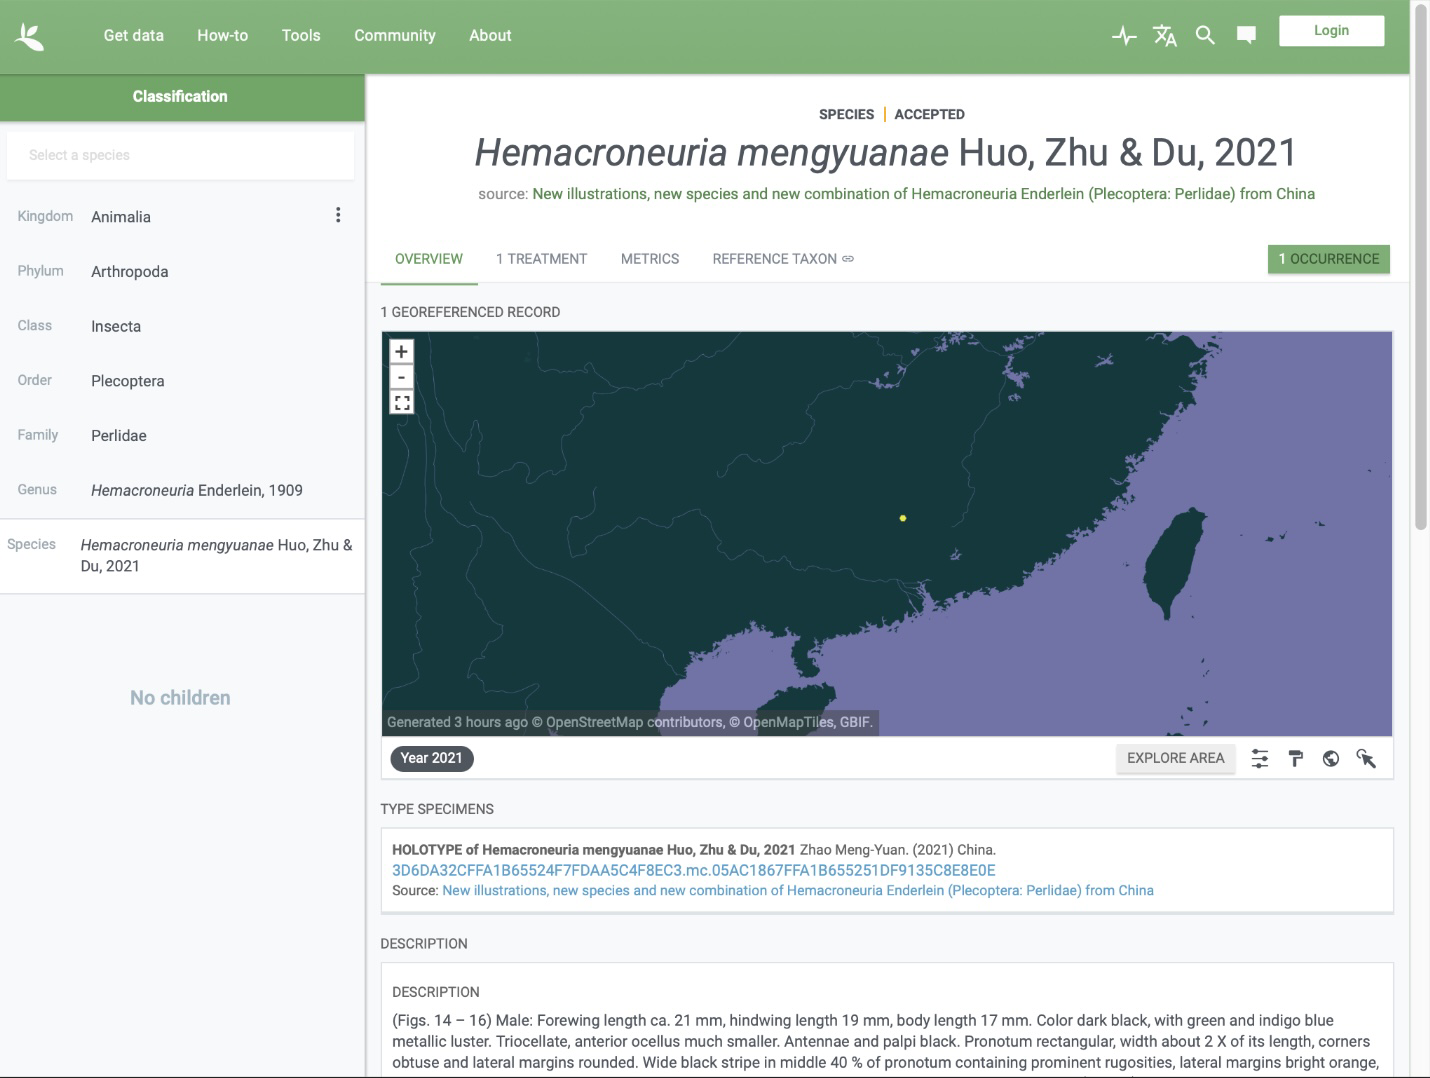 Get data
How-to
Tools
Community
About
Login
Classification
Select a species
Kingdom Animalia
Phylum Arthropoda
Class Insecta
Order Plecoptera
Family Perlidae
Genus Hemacroneuria Enderlein, 1909
Species Hemacroneuria mengyuanae Huo, Zhu &
Du, 2021
No children
SPECIES | ACCEPTED
Hemacroneuria mengyuanae Huo, Zhu & Du, 2021
source: New illustrations, new species and new combination of Hemacroneuria Enderlein (Plecoptera: Perlidae) from China
OVERVIEW
1 TREATMENT
METRICS
REFERENCE TAXON
1 OCCURRENCE
1 GEOREFERENCED RECORD
+
-
Generated 3 hours ago © OpenStreetMap contributors, © OpenMapTiles, GBIF.
Year 2021
EXPLORE AREA
TYPE SPECIMENS
HOLOTYPE of Hemacroneuria mengyuanae Huo, Zhu & Du, 2021 Zhao Meng-Yuan. (2021) China.
3D6DA32CFFA1B65524F7FDAA5C4F8EC3.mc.05AC1867FFA1B655251DF9135C8E8E0E
Source: New illustrations, new species and new combination of Hemacroneuria Enderlein (Plecoptera: Perlidae) from China
DESCRIPTION
DESCRIPTION
(Figs. 14 – 16) Male: Forewing length ca. 21 mm, hindwing length 19 mm, body length 17 mm. Color dark black, with green and indigo blue
metallic luster. Triocellate, anterior ocellus much smaller. Antennae and palpi black. Pronotum rectangular, width about 2 X of its length, corners
obtuse and lateral margins rounded. Wide black stripe in middle 40 % of pronotum containing prominent rugosities, lateral margins bright orange,